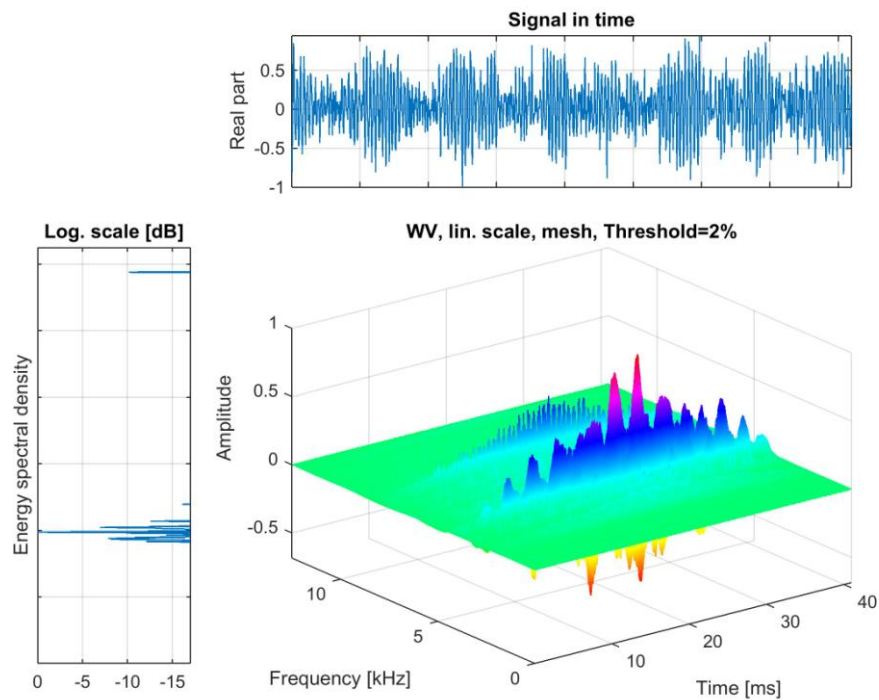 Signal in time
Real part
0.5
0
-0.5
-1
Log. scale [dB]
Energy spectral density
0 -5 -10 -15
WV, lin. scale, mesh, Threshold=2%
Amplitude
1
0.5
0
-0.5
10
5
0
Frequency [kHz]
10
20
30
40
Time [ms]